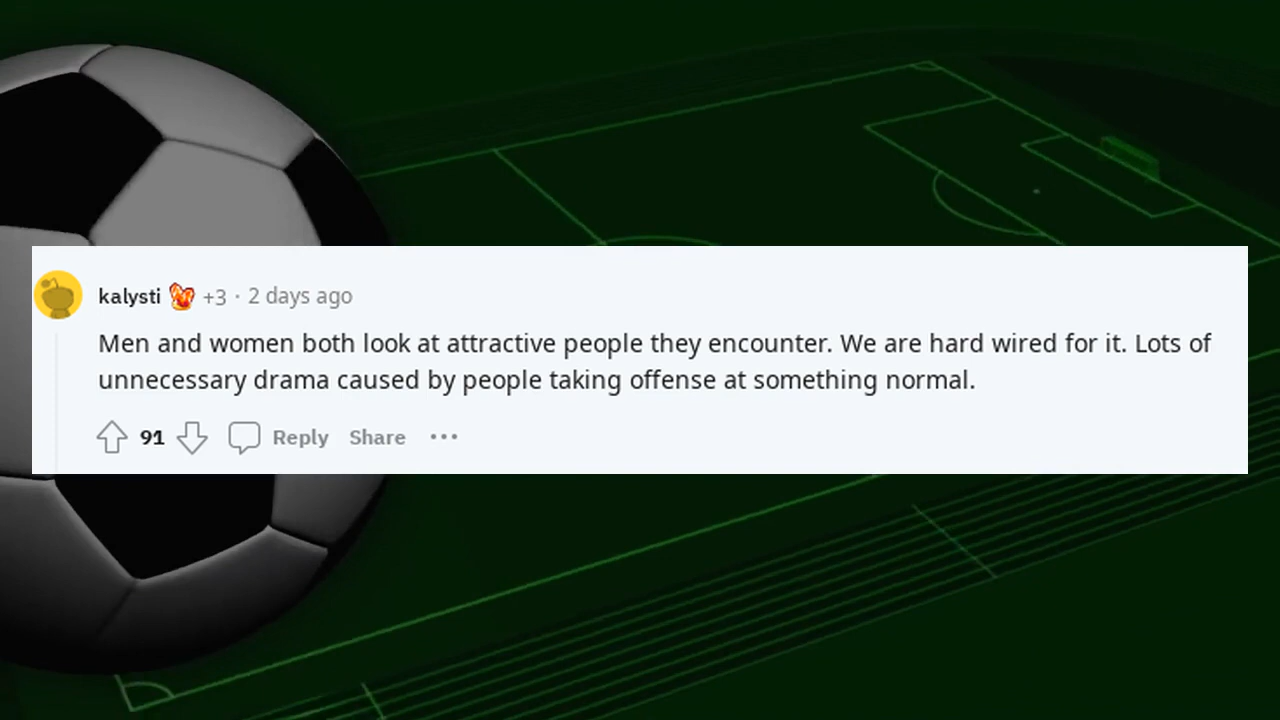 kalysti +3 · 2 days ago
Men and women both look at attractive people they encounter. We are hard wired for it. Lots of
unnecessary drama caused by people taking offense at something normal.
91 Reply Share ...